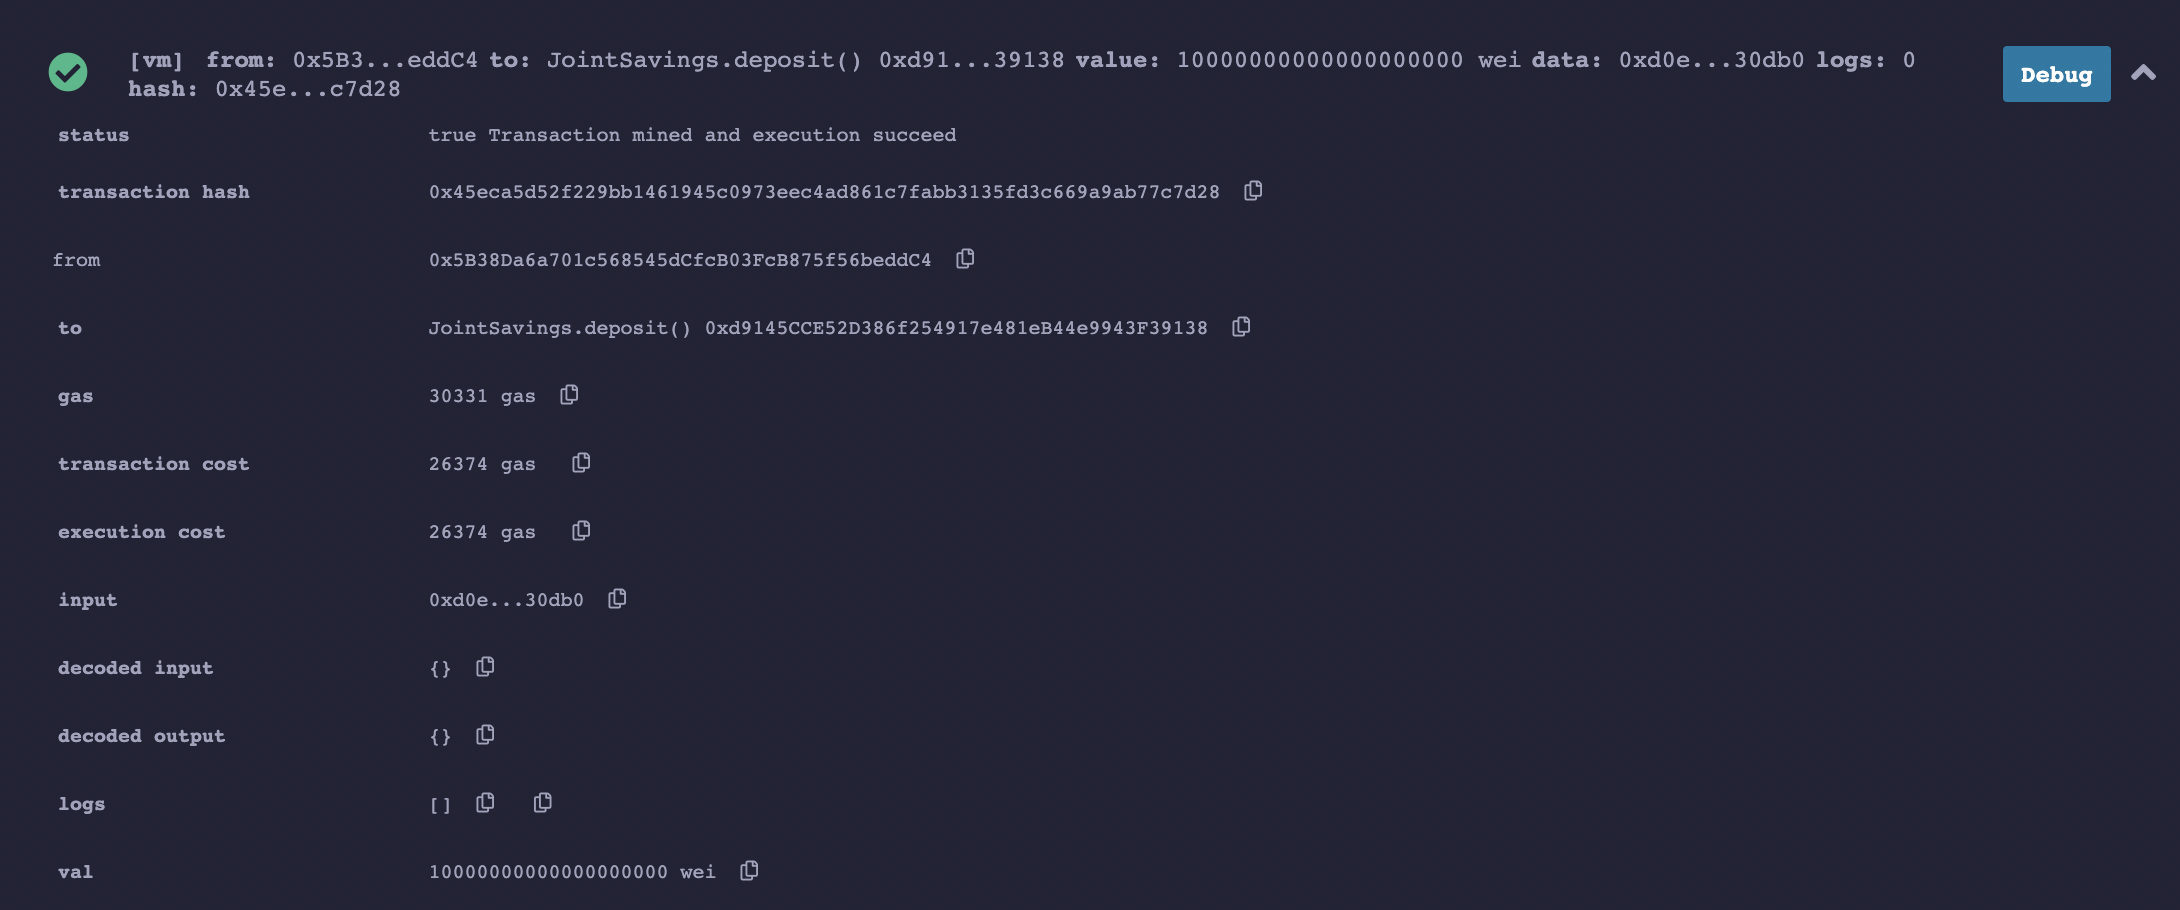 [vm] from: 0x5B3...eddC4 to: JointSavings.deposit() 0xd91...39138 value: 10000000000000000000 wei data: 0xd0e...30db0 logs: 0
hash: 0x45e...c7d28
Debug
status true Transaction mined and execution succeed
transaction hash 0x45eca5d52f229bb1461945c0973eec4ad861c7fabb3135fd3c669a9ab77c7d28
from 0x5B38Da6a701c568545dCfcB03FcB875f56beddC4
to JointSavings.deposit() 0xd9145CCE52D386f254917e481eB44e9943F39138
gas 30331 gas
transaction cost 26374 gas
execution cost 26374 gas
input 0xd0e...30db0
decoded input {}
decoded output {}
logs []
val 10000000000000000000 wei